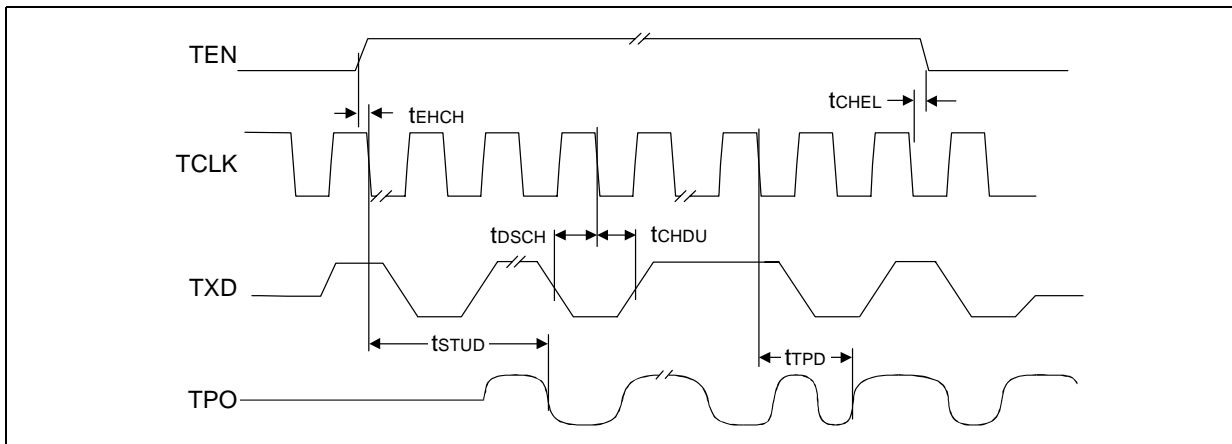 TEN
tCHEL
tEHCH
TCLK
tDSCH
tCHDU
TXD
tSTUD
tTPD
TPO